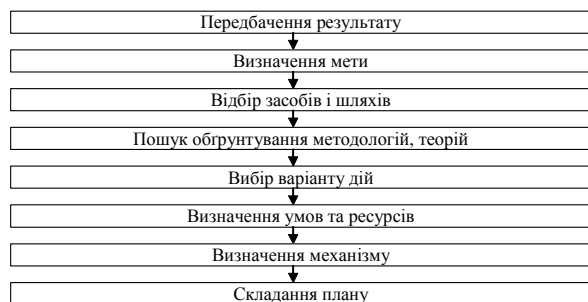 Передбачення результату
Визначення мети
Відбір засобів і шляхів
Пошук обґрунтування методологій, теорій
Вибір варіанту дій
Визначення умов та ресурсів
Визначення механізму
Складання плану